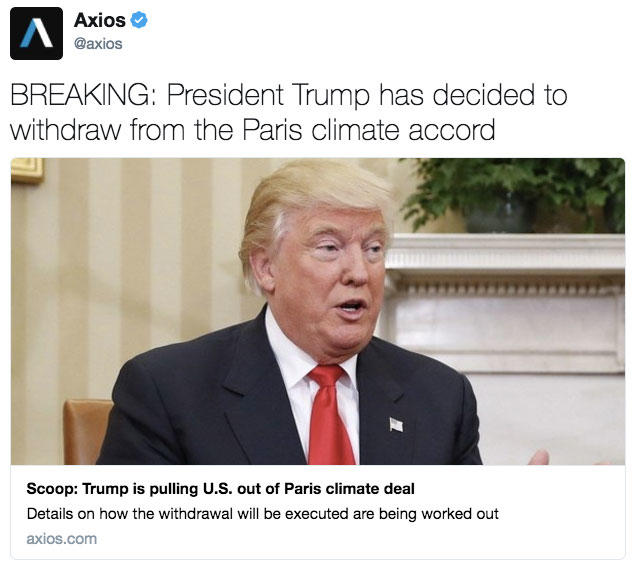 Axios
@axios
BREAKING: President Trump has decided to
withdraw from the Paris climate accord
Scoop: Trump is pulling U.S. out of Paris climate deal
Details on how the withdrawal will be executed are being worked out
axios.com